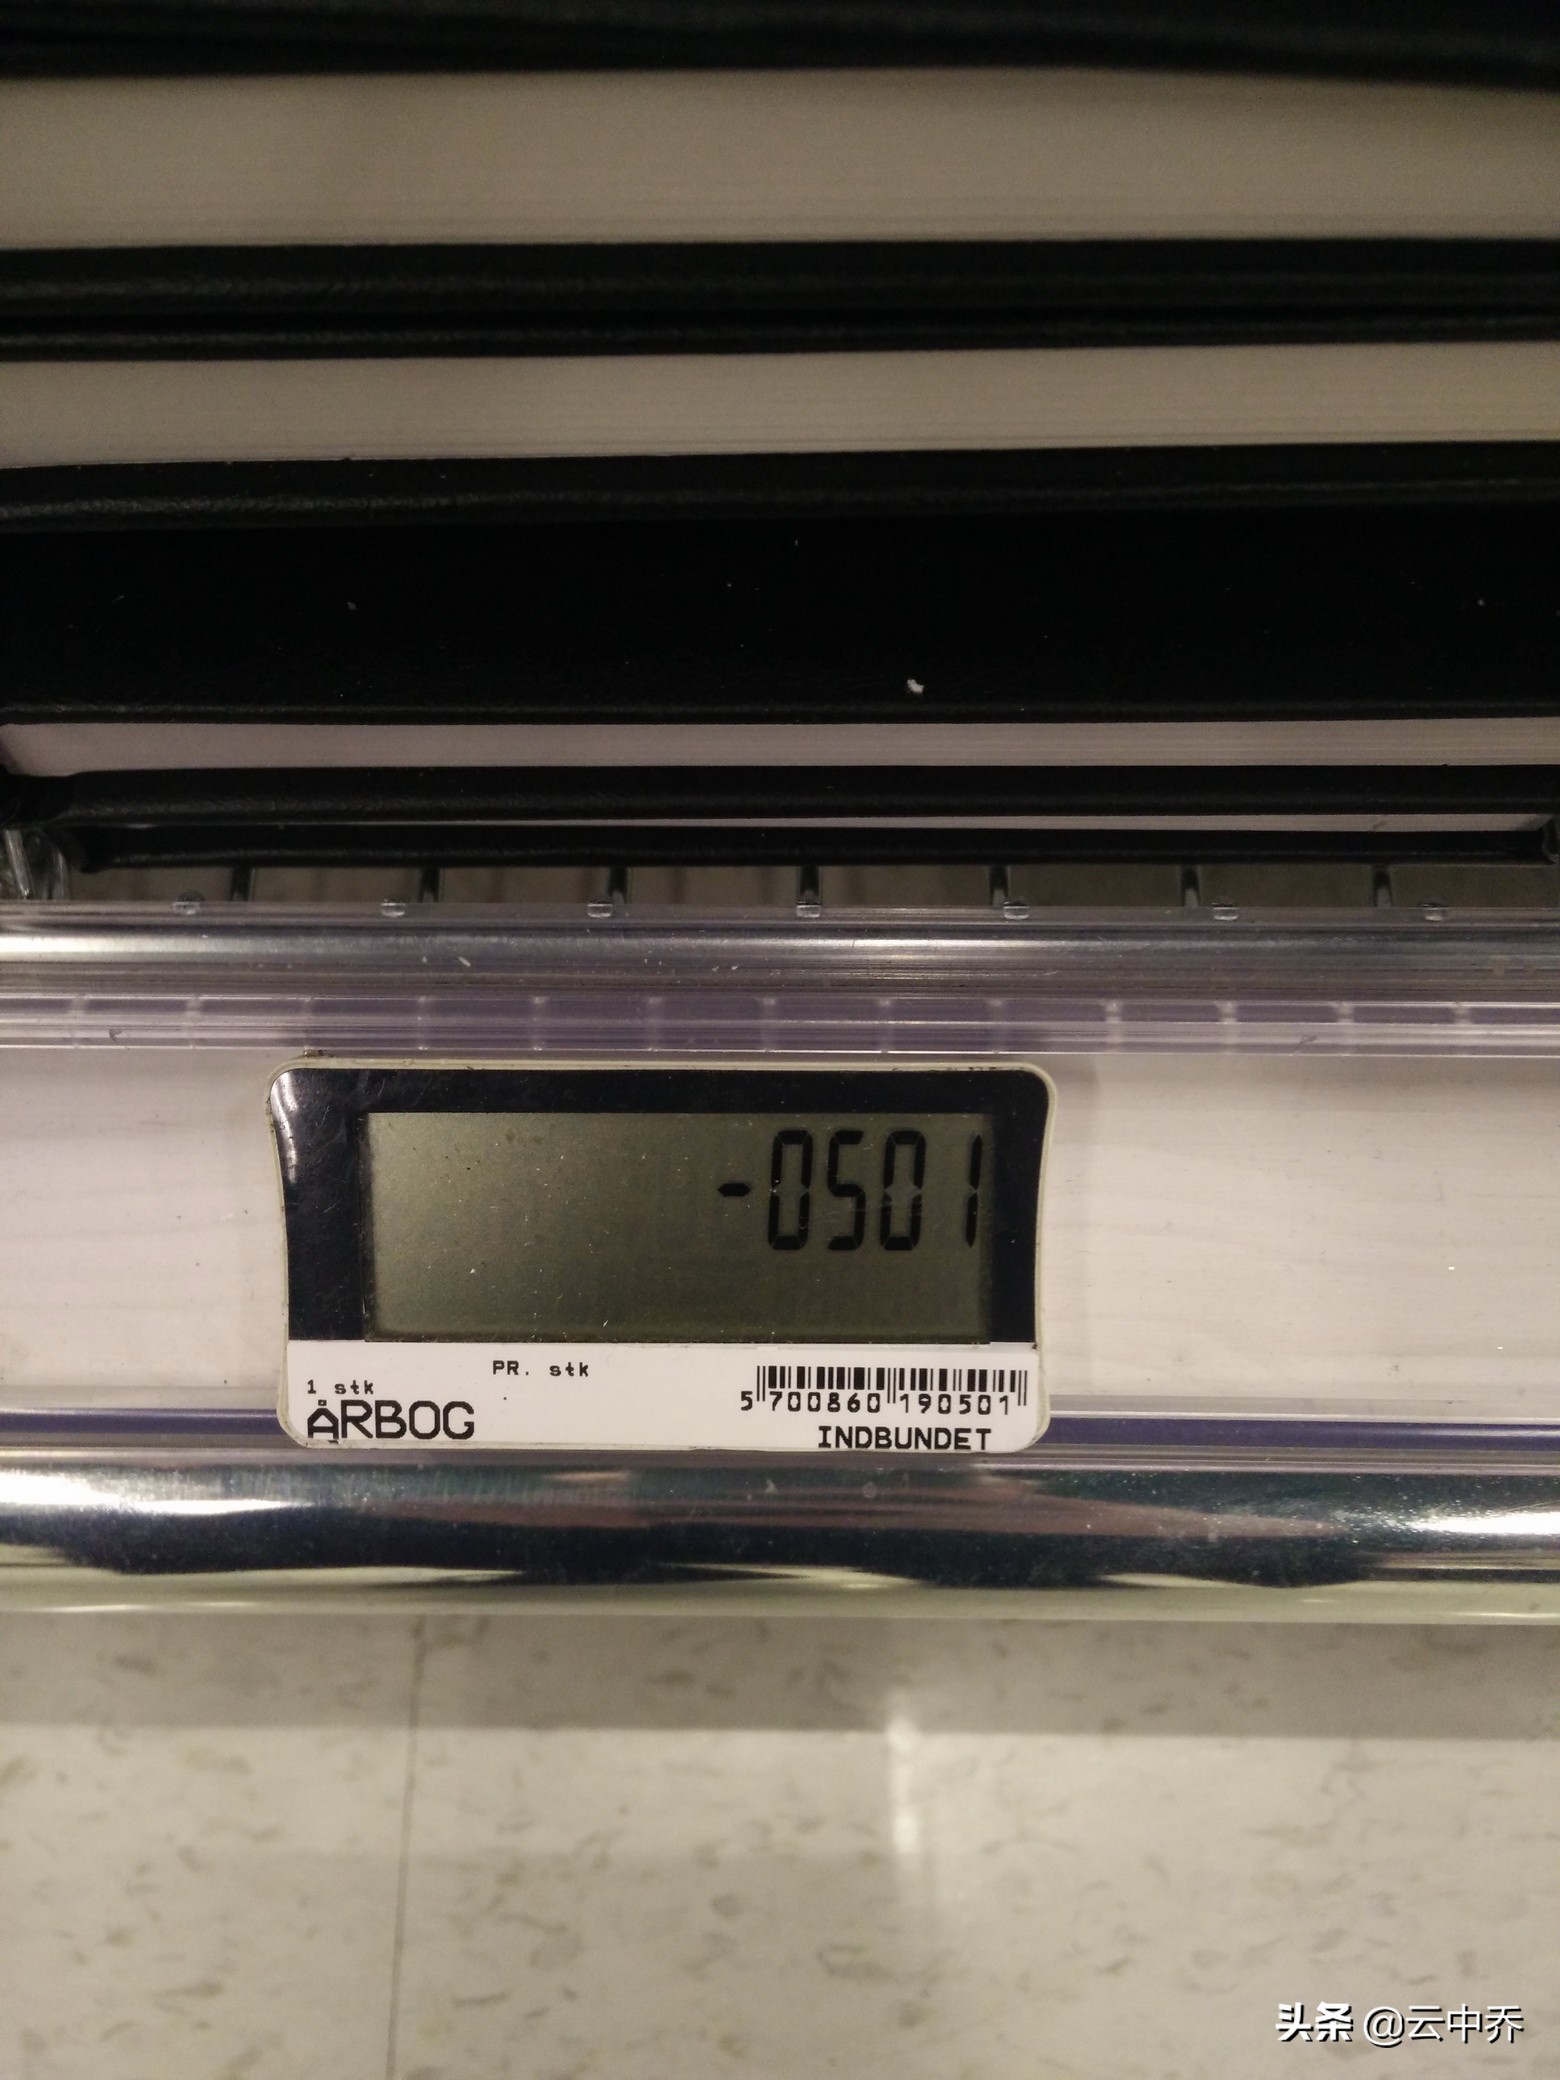 -0501
PR. stk
1 stk
ÅRBOG
5 700860 190501
INDBUNDET
头条 @云中乔